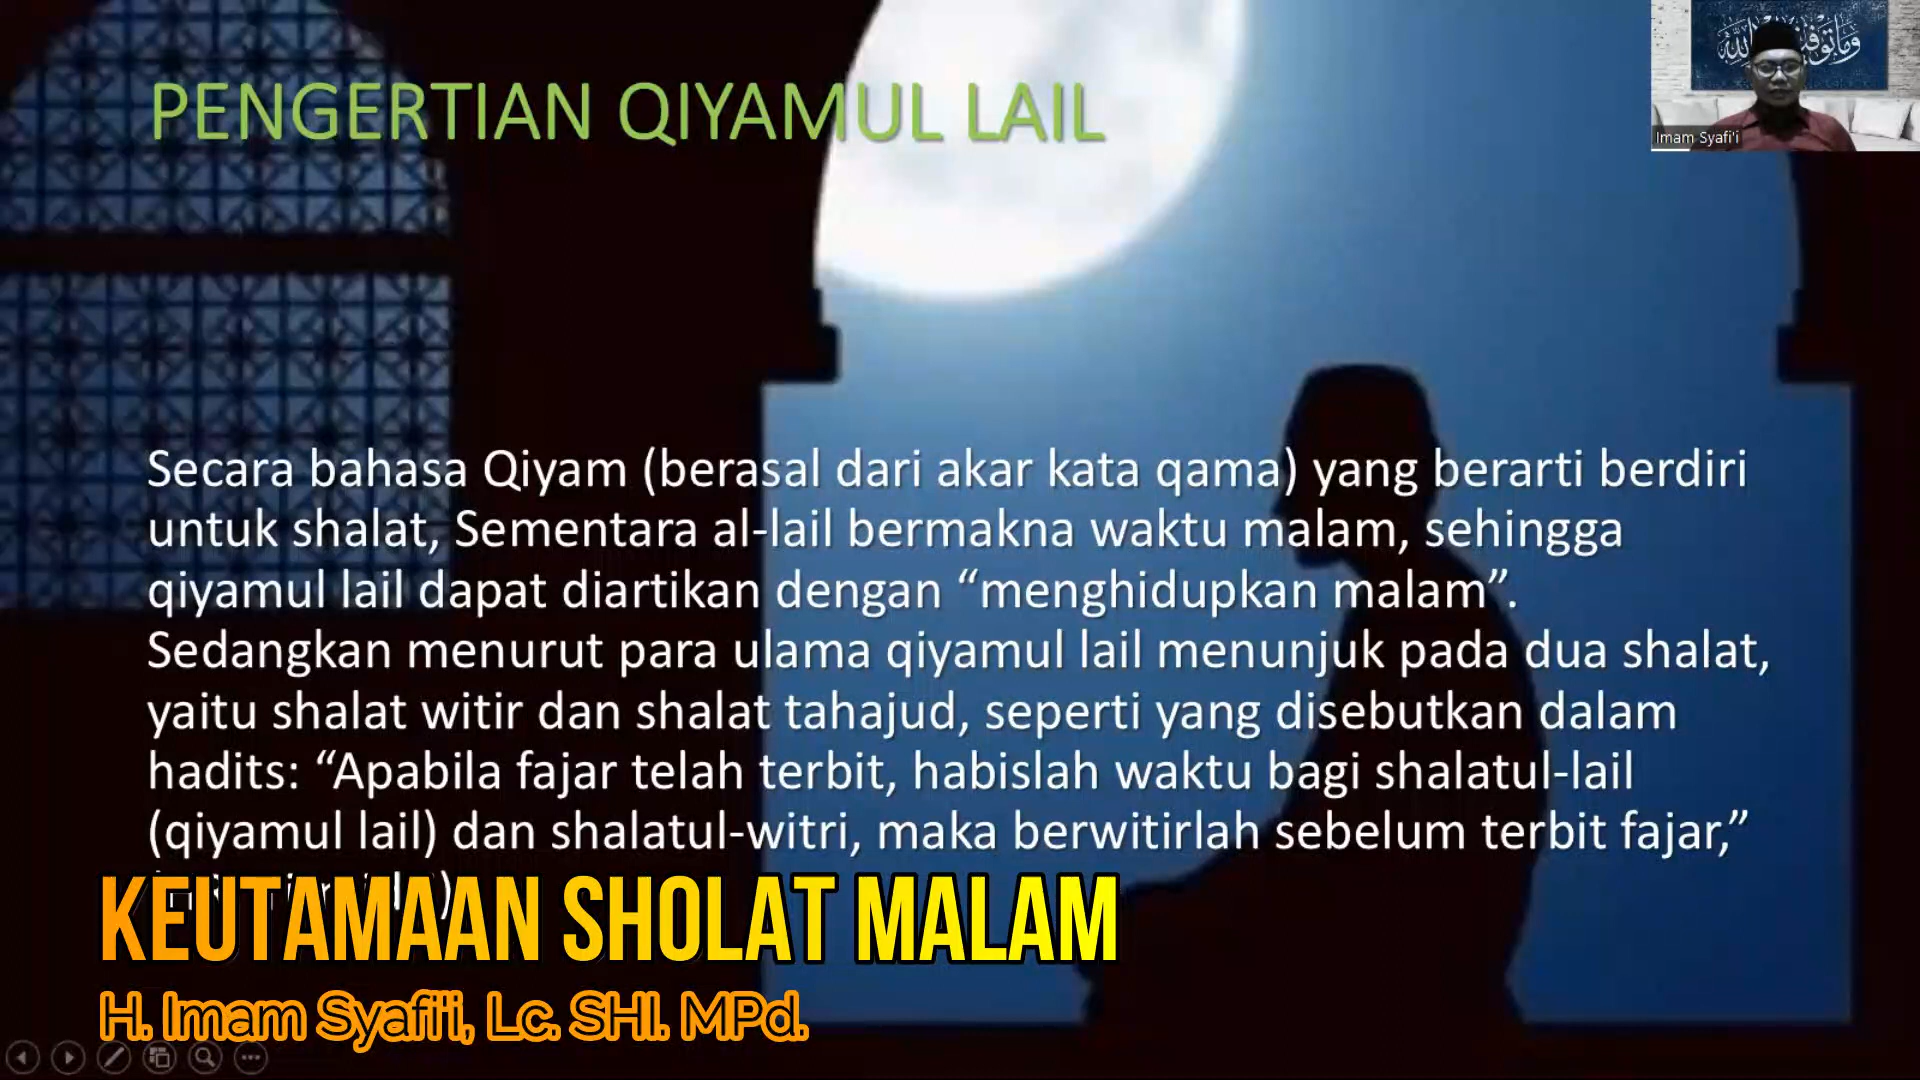 PENGERTIAN QIYAMUL LAIL
Imam Syafi'i
Secara bahasa Qiyam (berasal dari akar kata qama) yang berarti berdiri
untuk shalat, Sementara al-lail bermakna waktu malam, sehingga
qiyamul lail dapat diartikan dengan “menghidupkan malam”.
Sedangkan menurut para ulama qiyamul lail menunjuk pada dua shalat,
yaitu shalat witir dan shalat tahajud, seperti yang disebutkan dalam
hadits: “Apabila fajar telah terbit, habislah waktu bagi shalatul-lail
(qiyamul lail) dan shalatul-witri, maka berwitirlah sebelum terbit fajar,”
KEUTAMAAN SHOLAT MALAM
H. Imam Syafi'i, Lc. SHI. MPd.